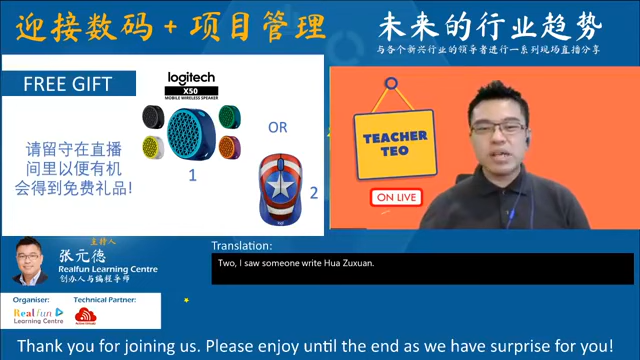 迎接数码 + 项目管理
未来的行业趋势
与各个新兴行业的领导者进行一系列现场直播分享
FREE GIFT
logitech
X50
MOBILE WIRELESS SPEAKER
请留守在直播
间里以便有机
会得到免费礼品!
OR
1
2
TEACHER
TEO
ON LIVE
主持人
张元德
Realfun Learning Centre
创办人与编程导师
Organiser:
Technical Partner:
Realfun
Learning Centre
Translation:
Two, I saw someone write Hua Zuxuan.
Thank you for joining us. Please enjoy until the end as we have surprise for you!